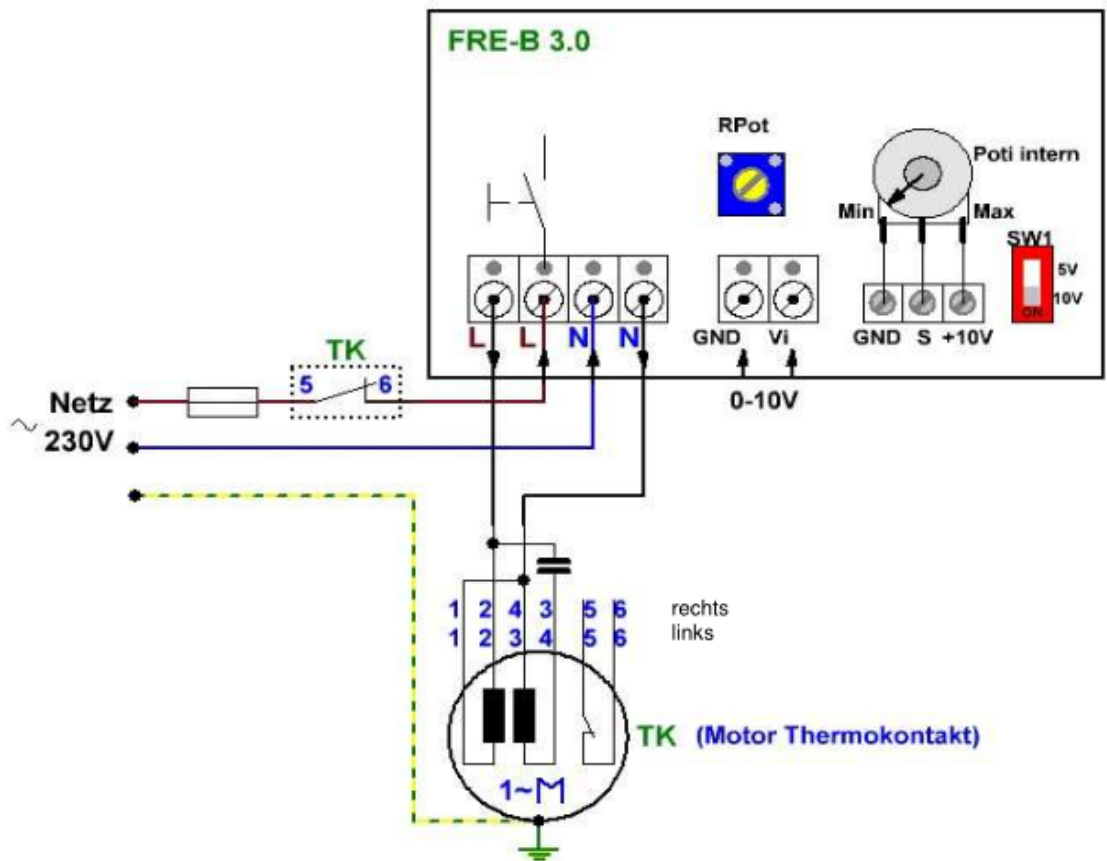 FRE-B 3.0
RPot
Poti intern
Min
Max
SW1
5V
10V
ON
L L N N
GND Vi
GND S +10V
TK
5 6
Netz
~ 230V
0-10V
1 2 4 3 5 6 rechts
1 2 3 4 5 6 links
TK (Motor Thermokontakt)
1~M